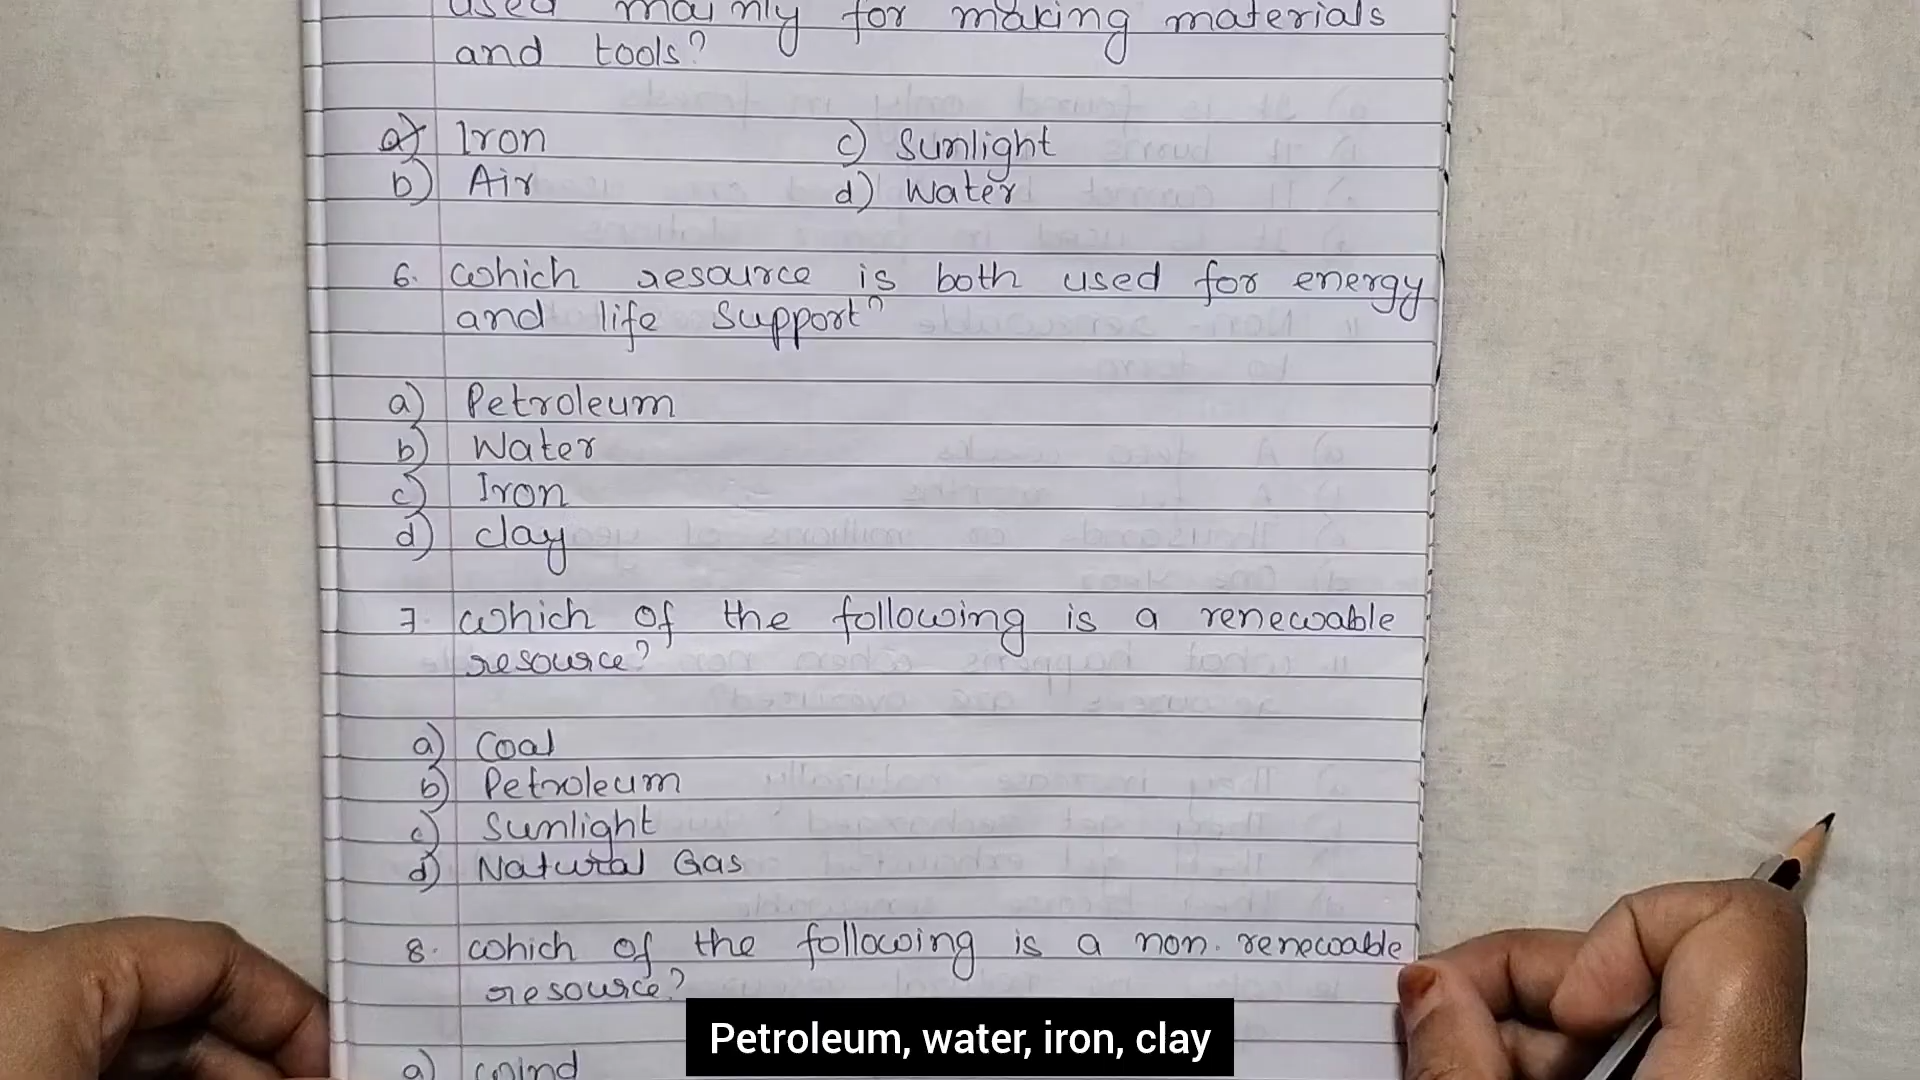 used mainly for making materials
and tools?
a) Iron c) Sunlight
b) Air d) Water
6. Which resource is both used for energy
and life Support?
a) Petroleum
b) Water
c) Iron
d) clay
7. Which of the following is a renewable
resource?
a) Coal
b) Petroleum
c) Sunlight
d) Natural Gas
8. Which of the following is a non. renewable
resource?
a) Wind
Petroleum, water, iron, clay